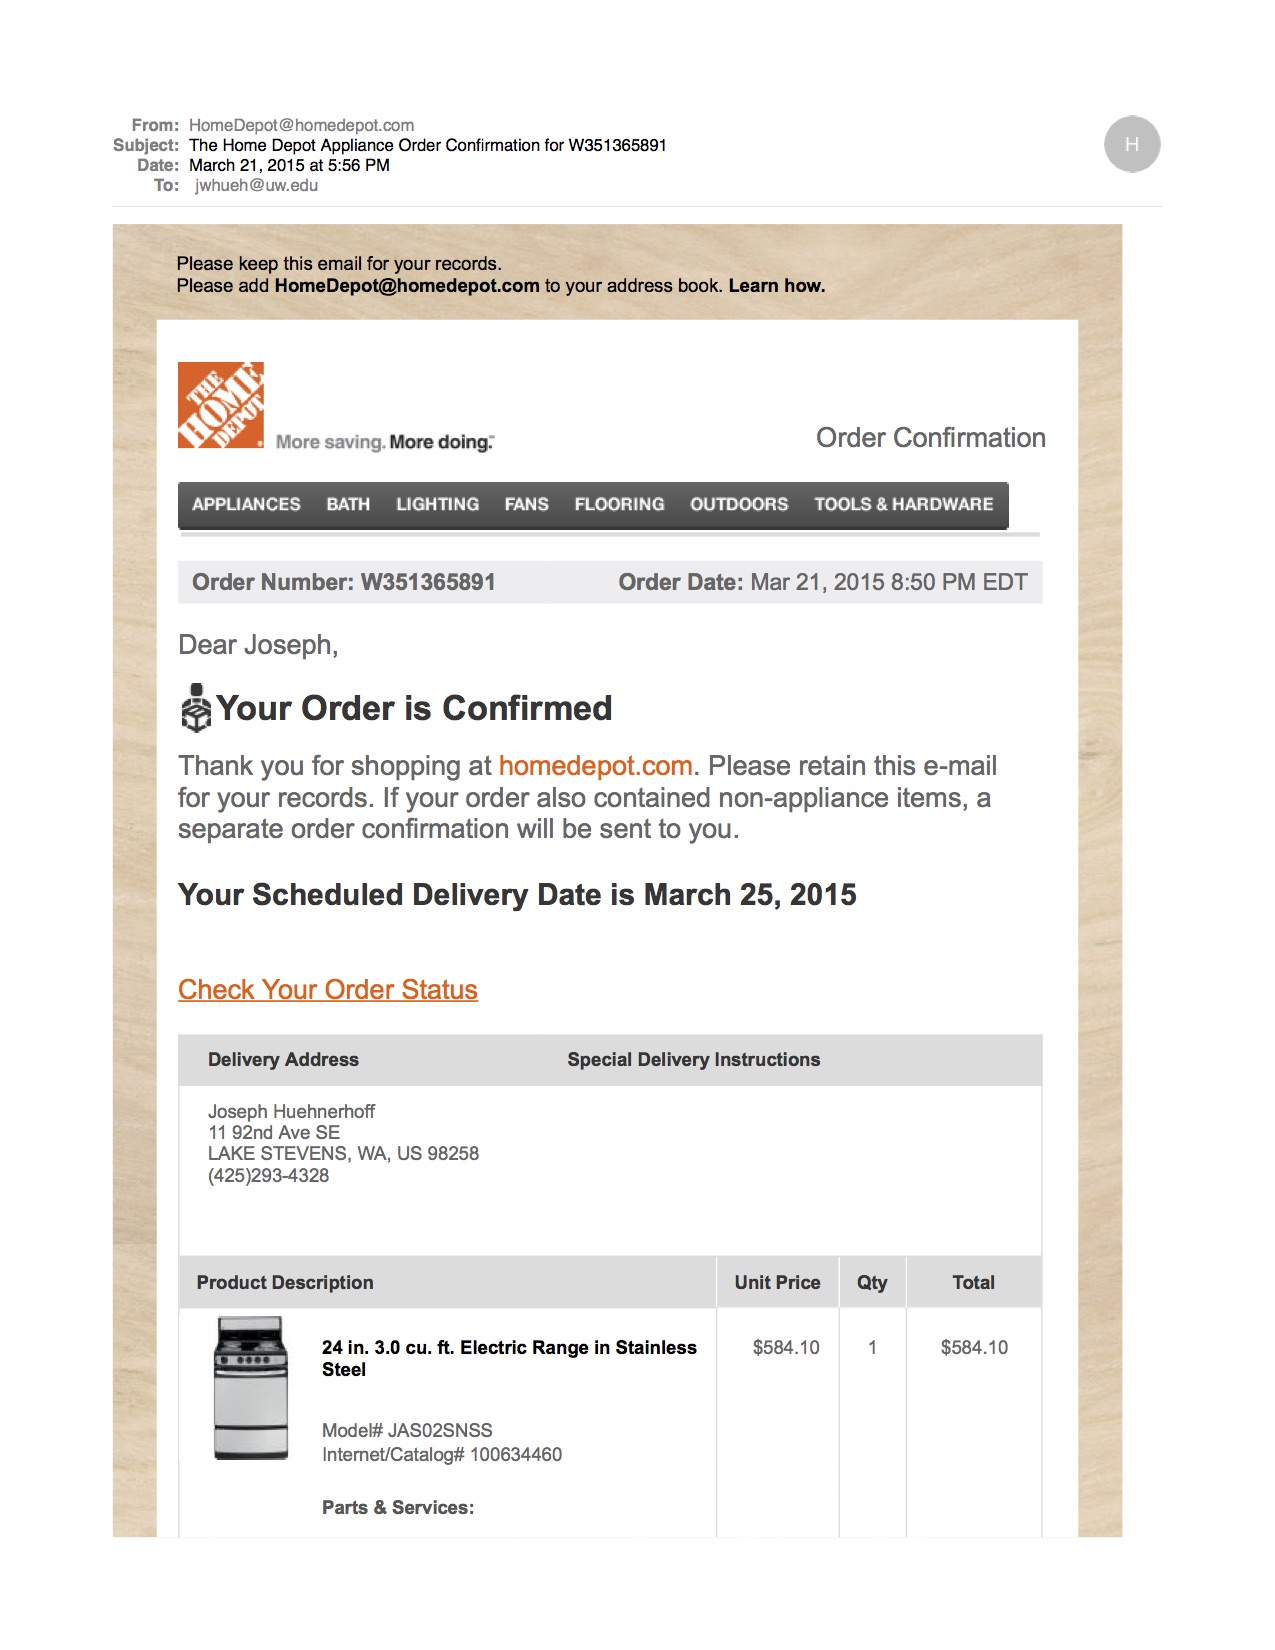 From: HomeDepot@homedepot.com
Subject: The Home Depot Appliance Order Confirmation for W351365891
Date: March 21, 2015 at 5:56 PM
To: jwhueh@uw.edu
H
Please keep this email for your records.
Please add HomeDepot@homedepot.com to your address book. Learn how.
THE
HOME
DEPOT
More saving. More doing.™
Order Confirmation
APPLIANCES BATH LIGHTING FANS FLOORING OUTDOORS TOOLS & HARDWARE
Order Number: W351365891 Order Date: Mar 21, 2015 8:50 PM EDT
Dear Joseph,
Your Order is Confirmed
Thank you for shopping at homedepot.com. Please retain this e-mail
for your records. If your order also contained non-appliance items, a
separate order confirmation will be sent to you.
Your Scheduled Delivery Date is March 25, 2015
Check Your Order Status
Delivery Address Special Delivery Instructions
Joseph Huehnerhoff
11 92nd Ave SE
LAKE STEVENS, WA, US 98258
(425)293-4328
Product Description Unit Price Qty Total
24 in. 3.0 cu. ft. Electric Range in Stainless $584.10 1 $584.10
Steel
Model# JAS02SNSS
Internet/Catalog# 100634460
Parts & Services: